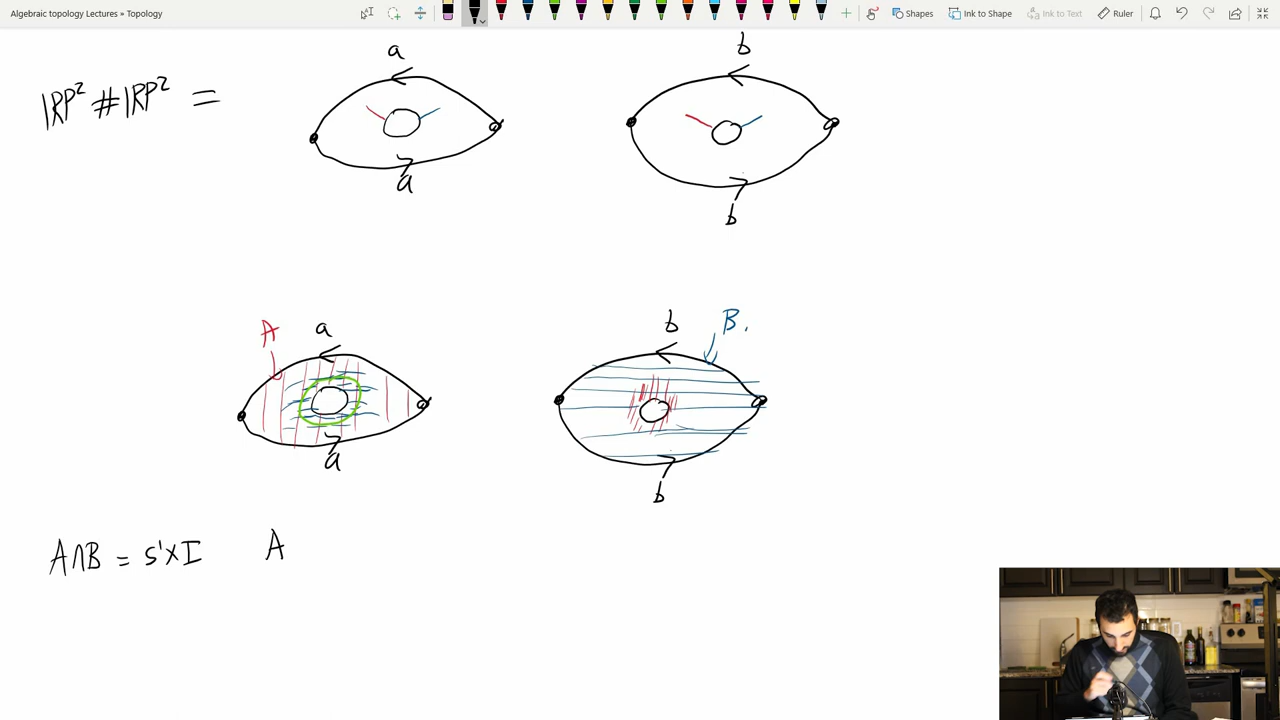 Algebraic topology Lectures » Topology
Shapes
Ink to Shape
Ink to Text
Ruler
|RP² # |RP² =
a
a
b
b
A
a
a
b
B.
b
A∩B = S¹×I
A